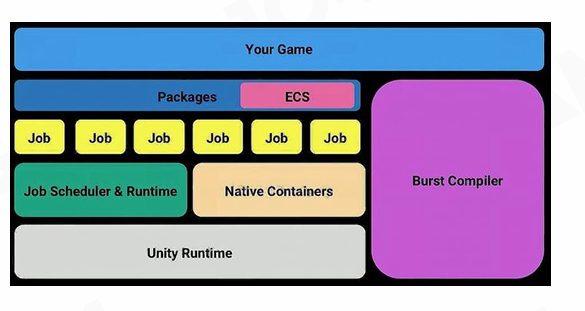 Your Game
Packages
ECS
Job Job Job Job Job Job
Job Scheduler & Runtime
Native Containers
Burst Compiler
Unity Runtime